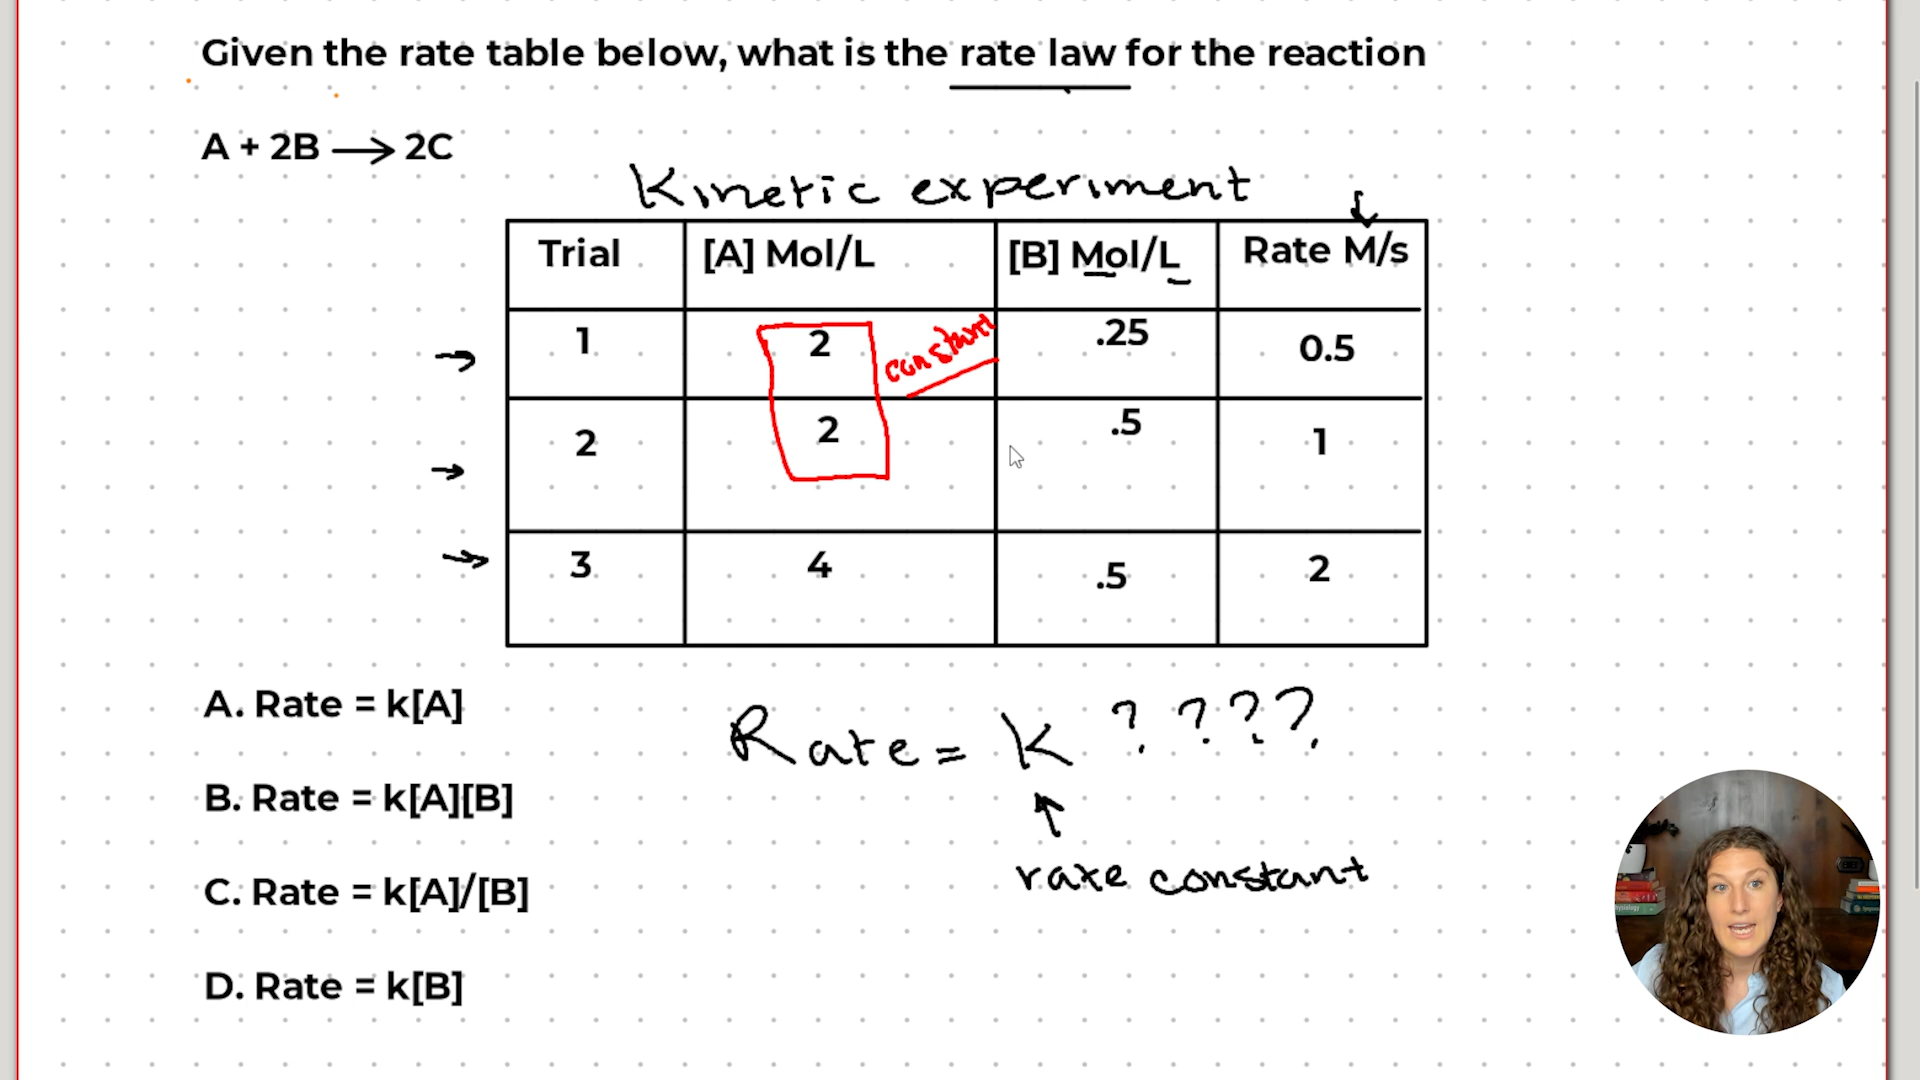 Given the rate table below, what is the rate law for the reaction
A + 2B → 2C
Kinetic experiment
Trial [A] Mol/L [B] Mol/L Rate M/s
1 2 constant .25 0.5
2 2 .5 1
3 4 .5 2
A. Rate = k[A]
Rate = K ? ? ? ?
B. Rate = k[A][B]
rate constant
C. Rate = k[A]/[B]
D. Rate = k[B]